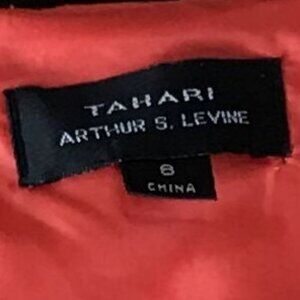 TAHARI
ARTHUR S. LEVINE
8
CHINA